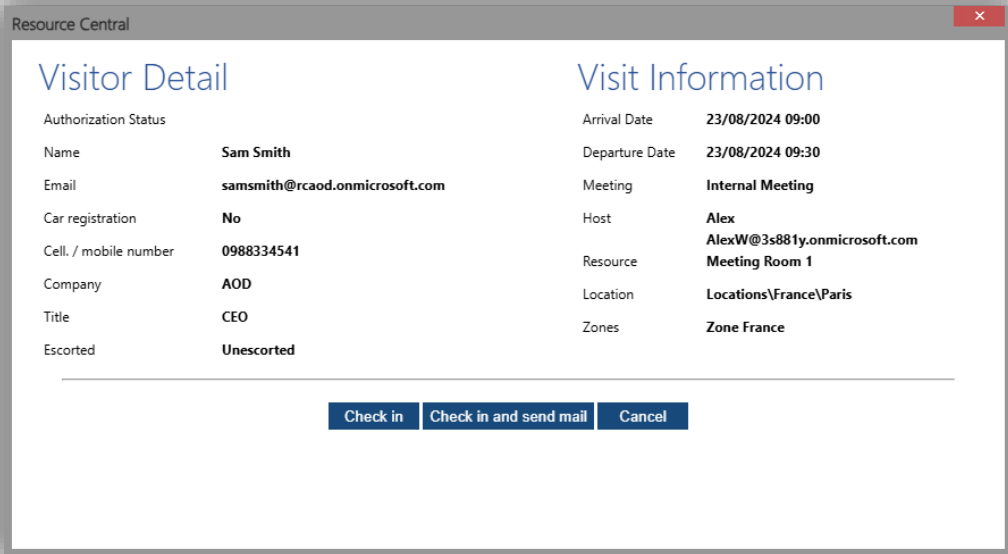 Resource Central
Visitor Detail
Authorization Status
Name Sam Smith
Email samsmith@rcaod.onmicrosoft.com
Car registration No
Cell. / mobile number 0988334541
Company AOD
Title CEO
Escorted Unescorted
Visit Information
Arrival Date 23/08/2024 09:00
Departure Date 23/08/2024 09:30
Meeting Internal Meeting
Host Alex
AlexW@3s881y.onmicrosoft.com
Resource Meeting Room 1
Location Locations\France\Paris
Zones Zone France
Check in Check in and send mail Cancel